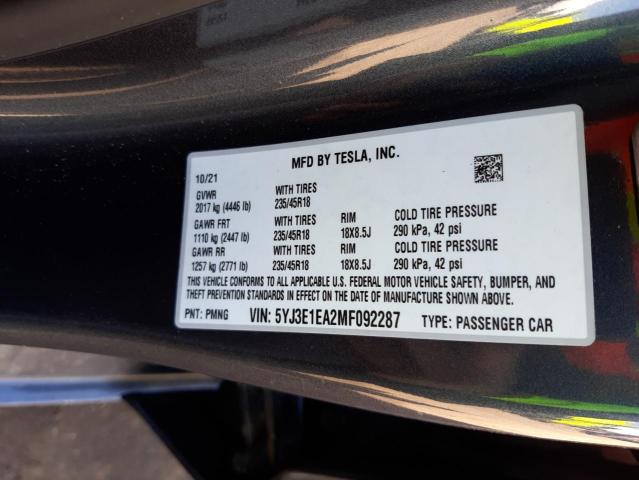 MFD BY TESLA, INC.
10/21
GVWR WITH TIRES
2017 kg (4446 lb) 235/45R18
GAWR FRT WITH TIRES RIM COLD TIRE PRESSURE
1110 kg (2447 lb) 235/45R18 18X8.5J 290 kPa, 42 psi
GAWR RR WITH TIRES RIM COLD TIRE PRESSURE
1257 kg (2771 lb) 235/45R18 18X8.5J 290 kPa, 42 psi
THIS VEHICLE CONFORMS TO ALL APPLICABLE U.S. FEDERAL MOTOR VEHICLE SAFETY, BUMPER, AND
THEFT PREVENTION STANDARDS IN EFFECT ON THE DATE OF MANUFACTURE SHOWN ABOVE.
PNT: PMNG VIN: 5YJ3E1EA2MF092287 TYPE: PASSENGER CAR